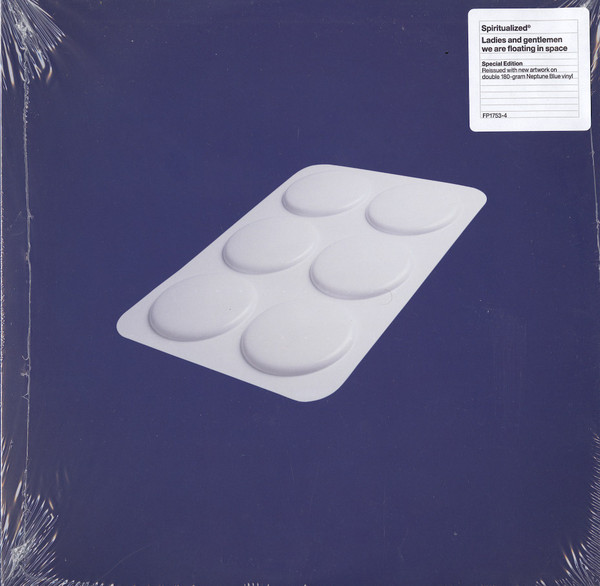 Spiritualized®
Ladies and gentlemen
we are floating in space
Special Edition
Reissued with new artwork on
double 180-gram Neptune Blue vinyl
FP1753-4